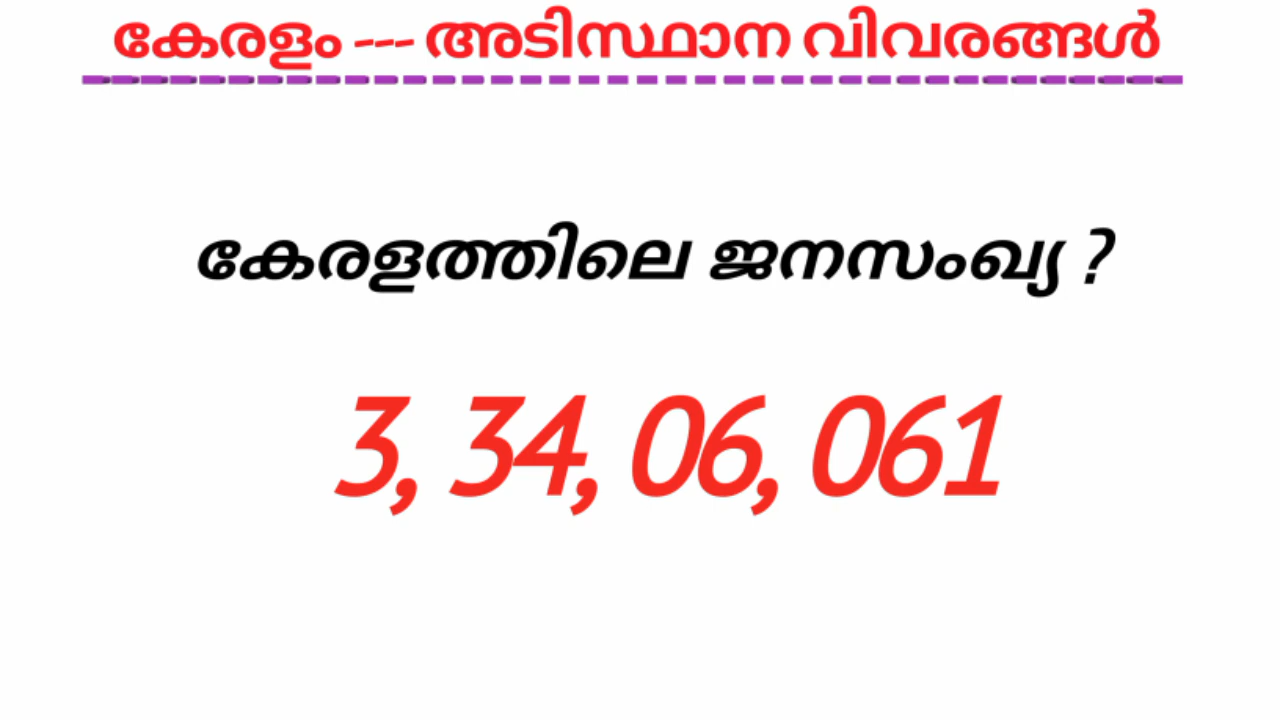 കേരളം --- അടിസ്ഥാന വിവരങ്ങൾ
കേരളത്തിലെ ജനസംഖ്യ ?
3, 34, 06, 061